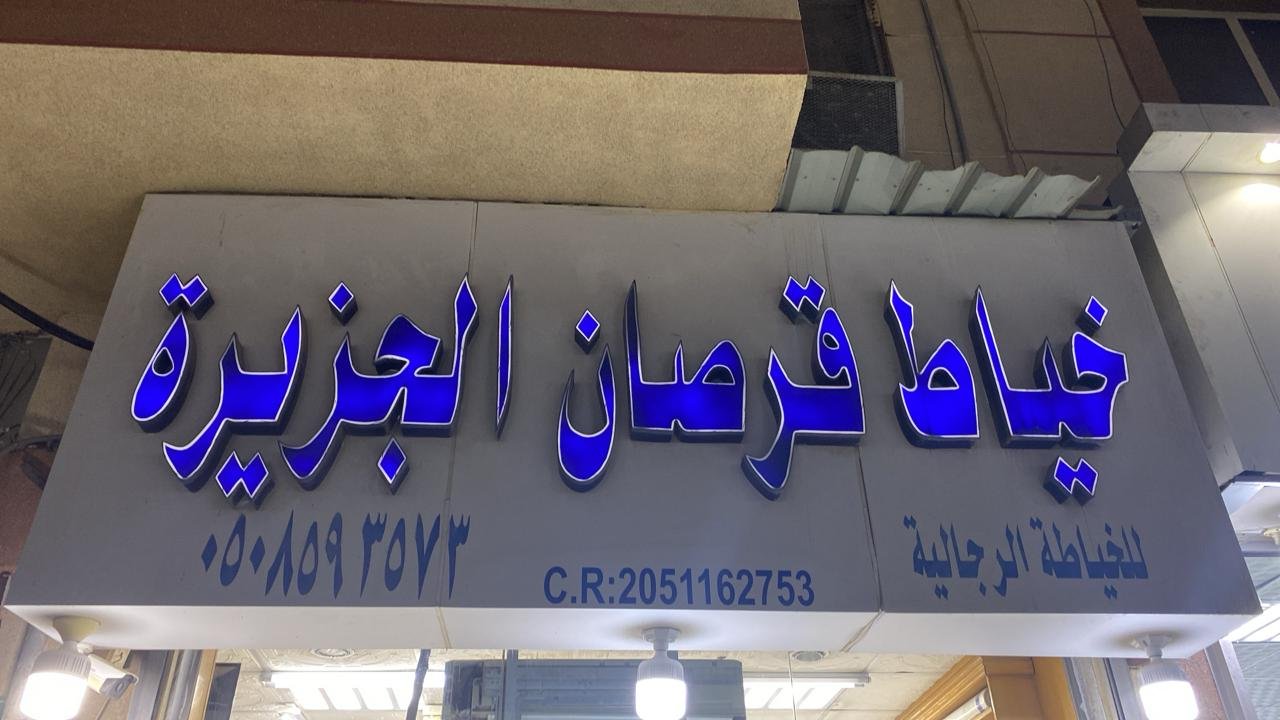 خياط قرصان الجزيرة
للخياطة الرجالية
C.R:2051162753
٠٥٠٨٥٩٣٥٧٣